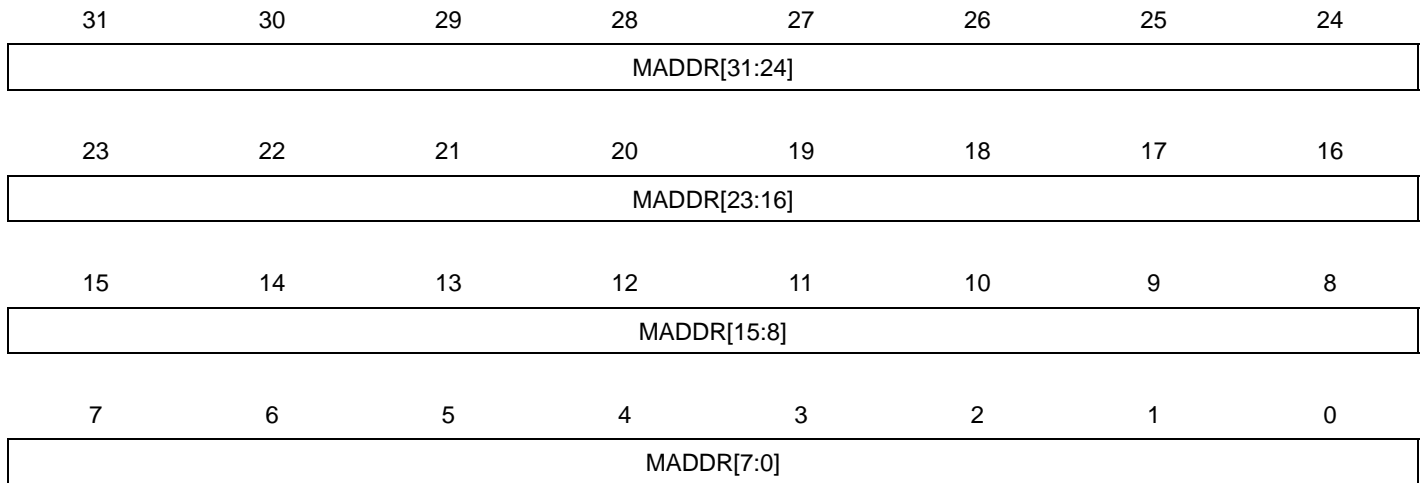 31 30 29 28 27 26 25 24
MADDR[31:24]
23 22 21 20 19 18 17 16
MADDR[23:16]
15 14 13 12 11 10 9 8
MADDR[15:8]
7 6 5 4 3 2 1 0
MADDR[7:0]